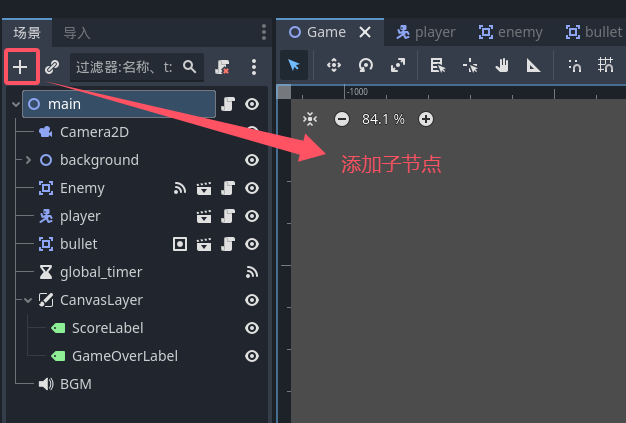 场景 导入
Game player enemy bullet
过滤器:名称、t:
-1000
main
84.1 %
Camera2D
background
添加子节点
Enemy
player
bullet
global_timer
CanvasLayer
ScoreLabel
GameOverLabel
BGM